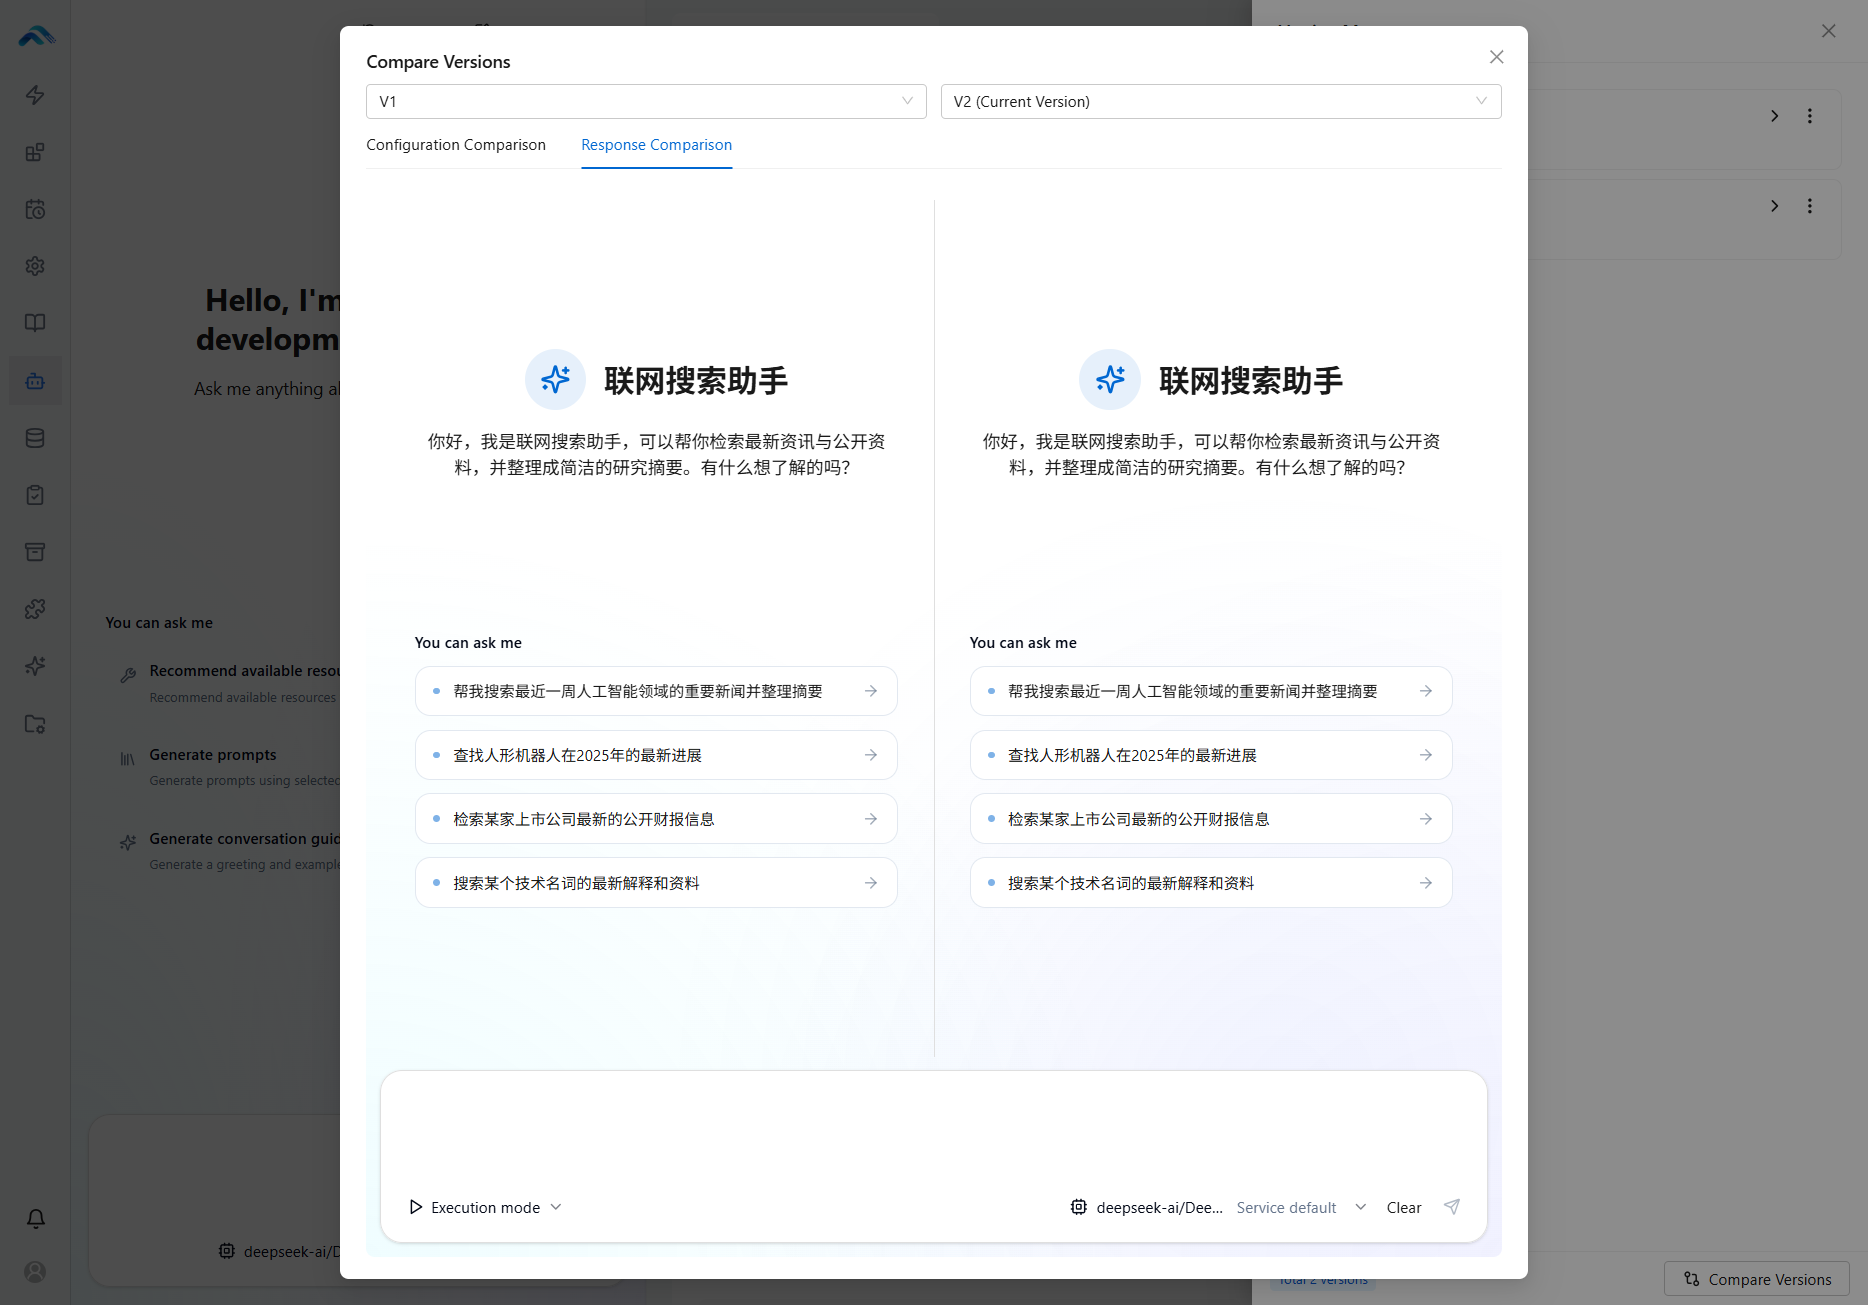 Compare Versions
V1
V2 (Current Version)
Configuration Comparison
Response Comparison
联网搜索助手
你好，我是联网搜索助手，可以帮你检索最新资讯与公开资
料，并整理成简洁的研究摘要。有什么想了解的吗？
You can ask me
帮我搜索最近一周人工智能领域的重要新闻并整理摘要
查找人形机器人在2025年的最新进展
检索某家上市公司最新的公开财报信息
搜索某个技术名词的最新解释和资料
联网搜索助手
你好，我是联网搜索助手，可以帮你检索最新资讯与公开资
料，并整理成简洁的研究摘要。有什么想了解的吗？
You can ask me
帮我搜索最近一周人工智能领域的重要新闻并整理摘要
查找人形机器人在2025年的最新进展
检索某家上市公司最新的公开财报信息
搜索某个技术名词的最新解释和资料
Execution mode
deepseek-ai/Dee...
Service default
Clear
Hello, I'm
developm
Ask me anything
You can ask me
Recommend available resou
Recommend available resources
Generate prompts
Generate prompts using selected
Generate conversation guid
Generate a greeting and example
deepseek-ai/D
Total 2 versions
Compare Versions